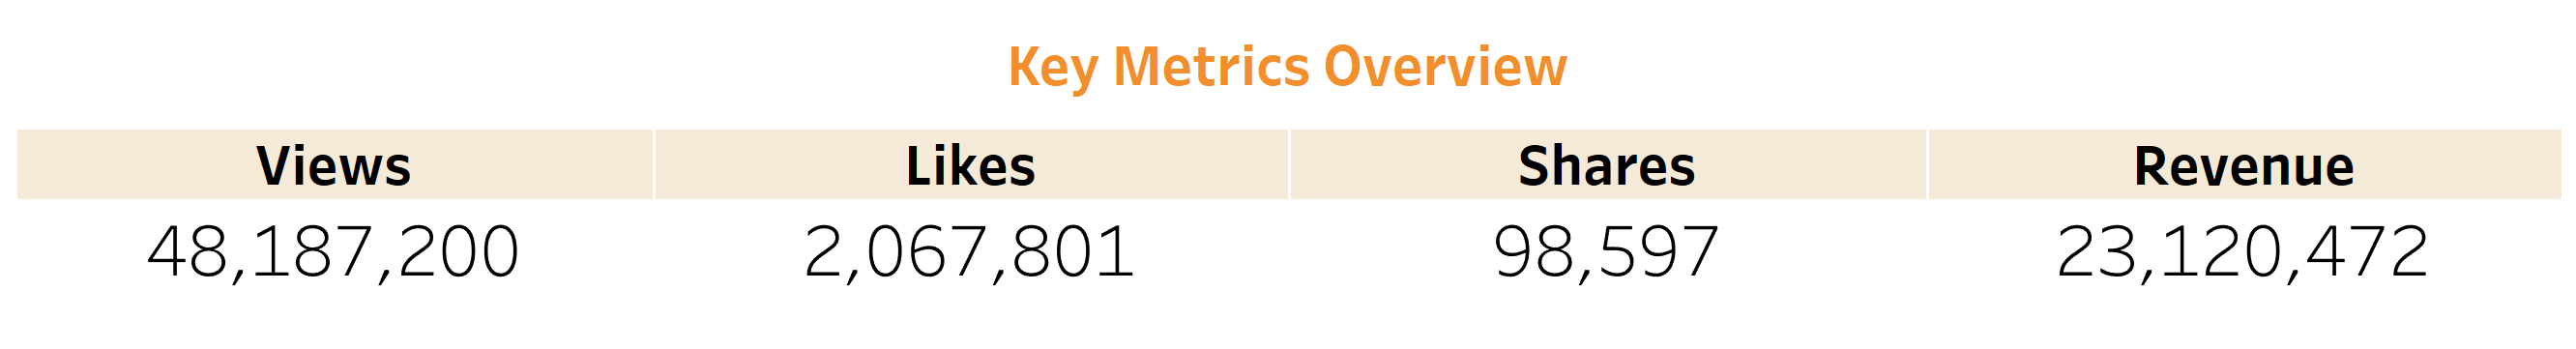 Key Metrics Overview
Views Likes Shares Revenue
48,187,200 2,067,801 98,597 23,120,472